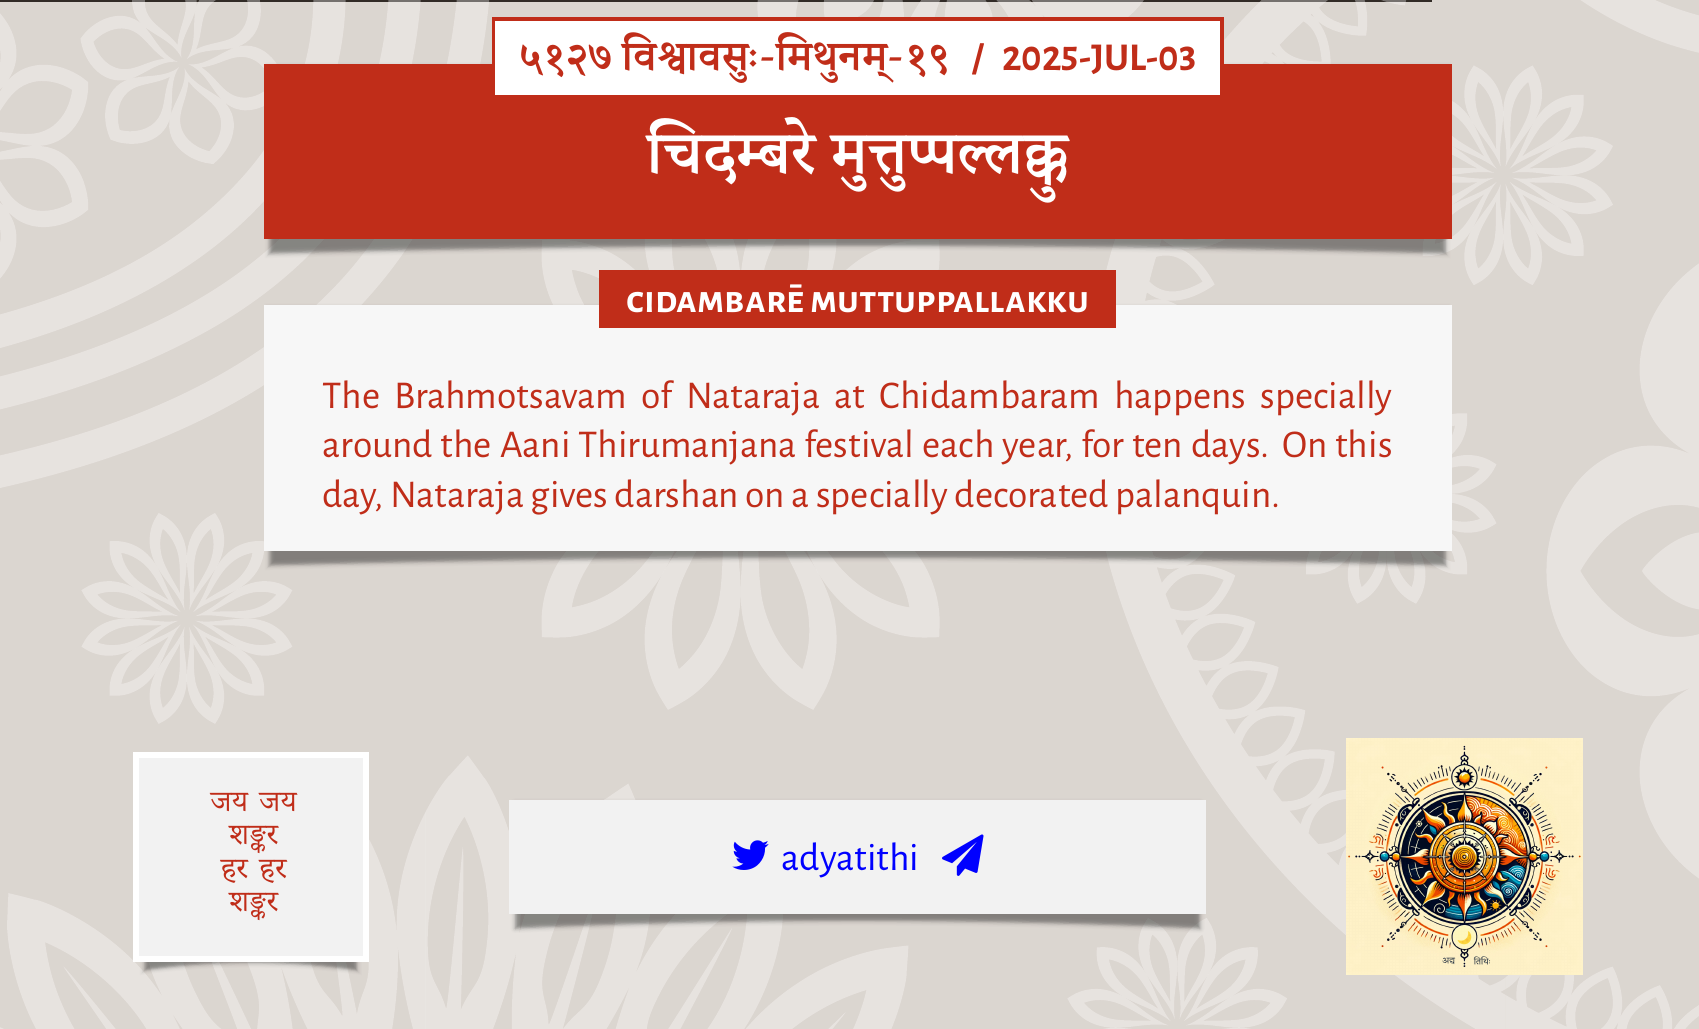 ५१२७ विश्वावसुः-मिथुनम्-१९ / 2025-JUL-03
चिदम्बरे मुत्तुप्पल्लक्कु
CIDAMBARĒ MUTTUPPALLAKKU
The Brahmotsavam of Nataraja at Chidambaram happens specially
around the Aani Thirumanjana festival each year, for ten days. On this
day, Nataraja gives darshan on a specially decorated palanquin.
जय जय
शङ्कर
हर हर
शङ्कर
adyatithi
अद्य तिथिः